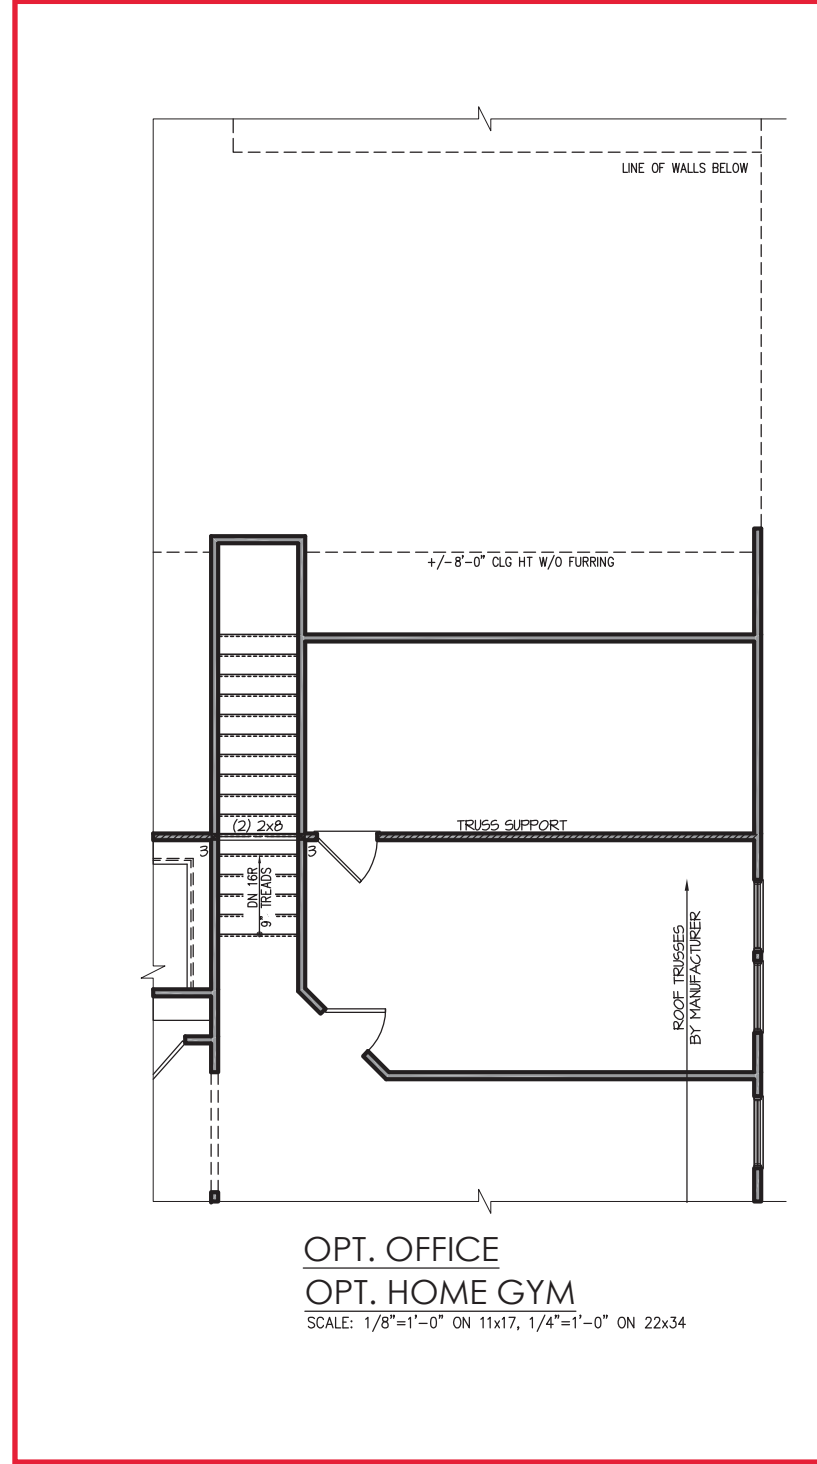 LINE OF WALLS BELOW
+/-8'-0" CLG HT W/O FURRING
(2) 2x8
TRUSS SUPPORT
3
3
DN 16R
9" TREADS
ROOF TRUSSES
BY MANUFACTURER
OPT. OFFICE
OPT. HOME GYM
SCALE: 1/8"=1'-0" ON 11x17, 1/4"=1'-0" ON 22x34